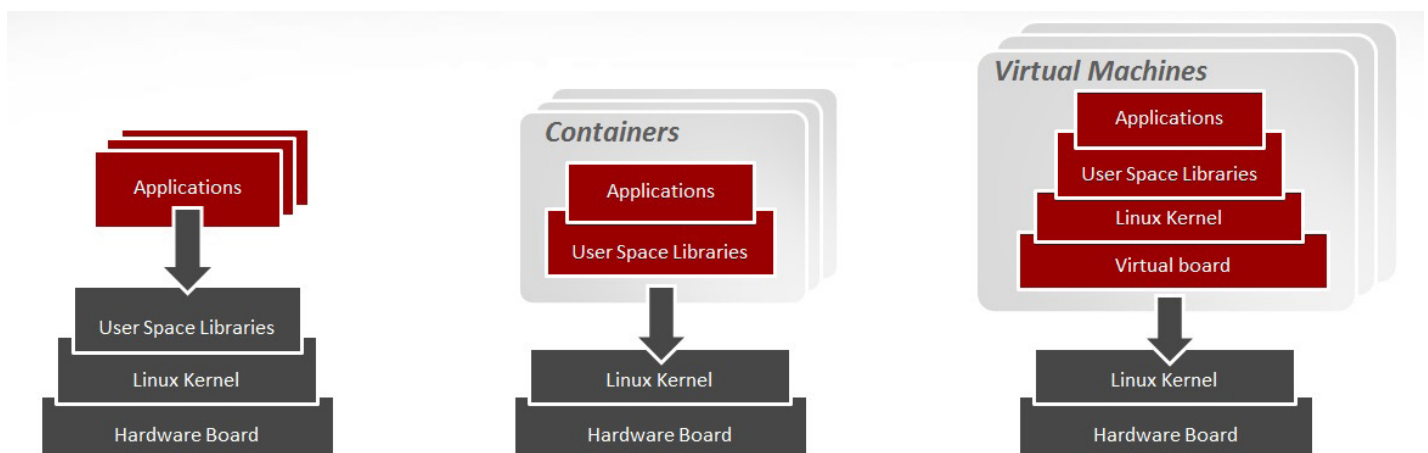 Applications
User Space Libraries
Linux Kernel
Hardware Board
Containers
Applications
User Space Libraries
Linux Kernel
Hardware Board
Virtual Machines
Applications
User Space Libraries
Linux Kernel
Virtual board
Linux Kernel
Hardware Board